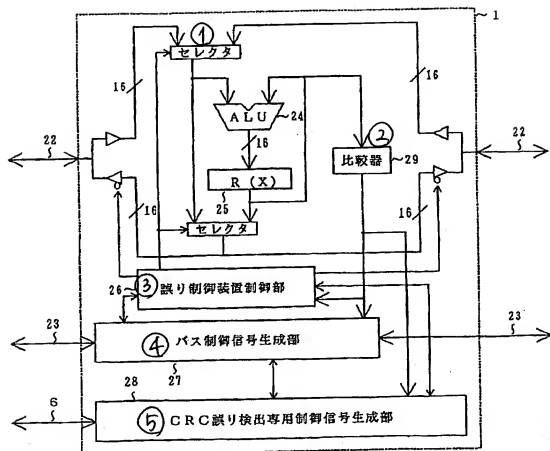 1
①
セレクタ
16
16
ALU
24
16
②
22
22
比較器
29
R(X)
25
16
16
セレクタ
③
誤り制御装置制御部
26
23
23
④
バス制御信号生成部
27
28
6
⑤
CRC誤り検出専用制御信号生成部